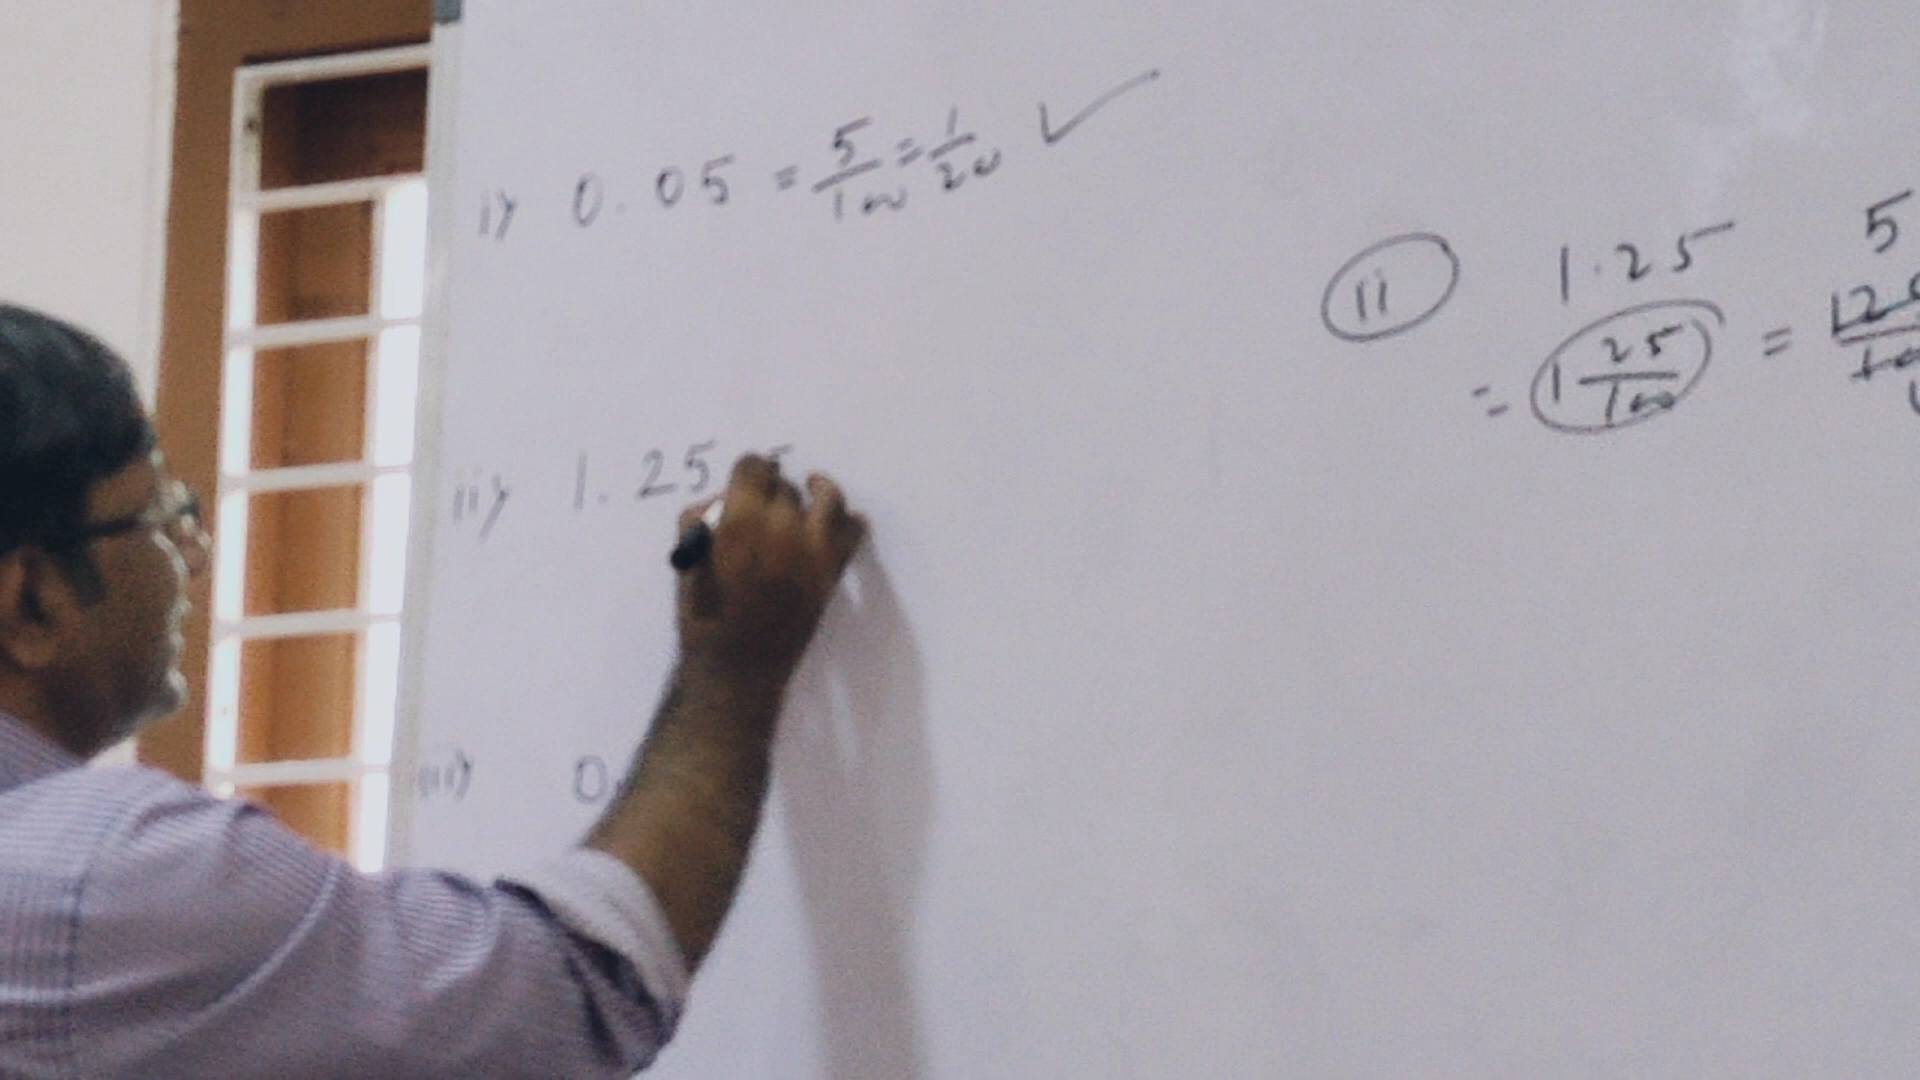 i) 0.05 = 5/100 = 1/20 ✓
ii) 1.25
iii) 0
ii 1.25
= 1 25/100 =
5